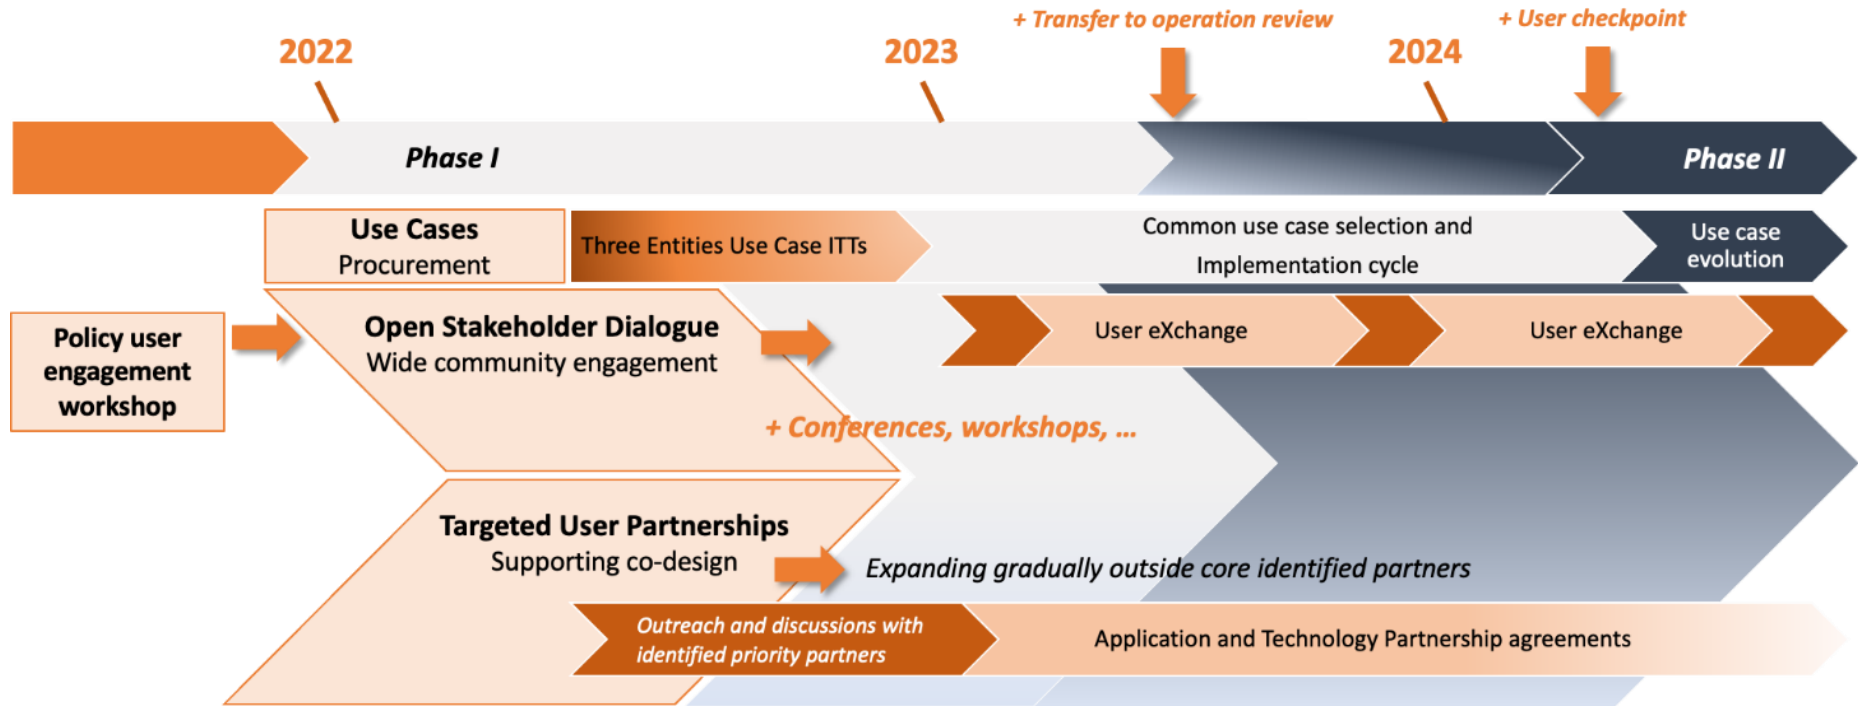 + Transfer to operation review
+ User checkpoint
2022
2023
2024
Phase I
Phase II
Use Cases
Procurement
Three Entities Use Case ITTs
Common use case selection and
Implementation cycle
Use case
evolution
Policy user
engagement
workshop
Open Stakeholder Dialogue
Wide community engagement
User eXchange
User eXchange
+ Conferences, workshops, ...
Targeted User Partnerships
Supporting co-design
Expanding gradually outside core identified partners
Outreach and discussions with
identified priority partners
Application and Technology Partnership agreements